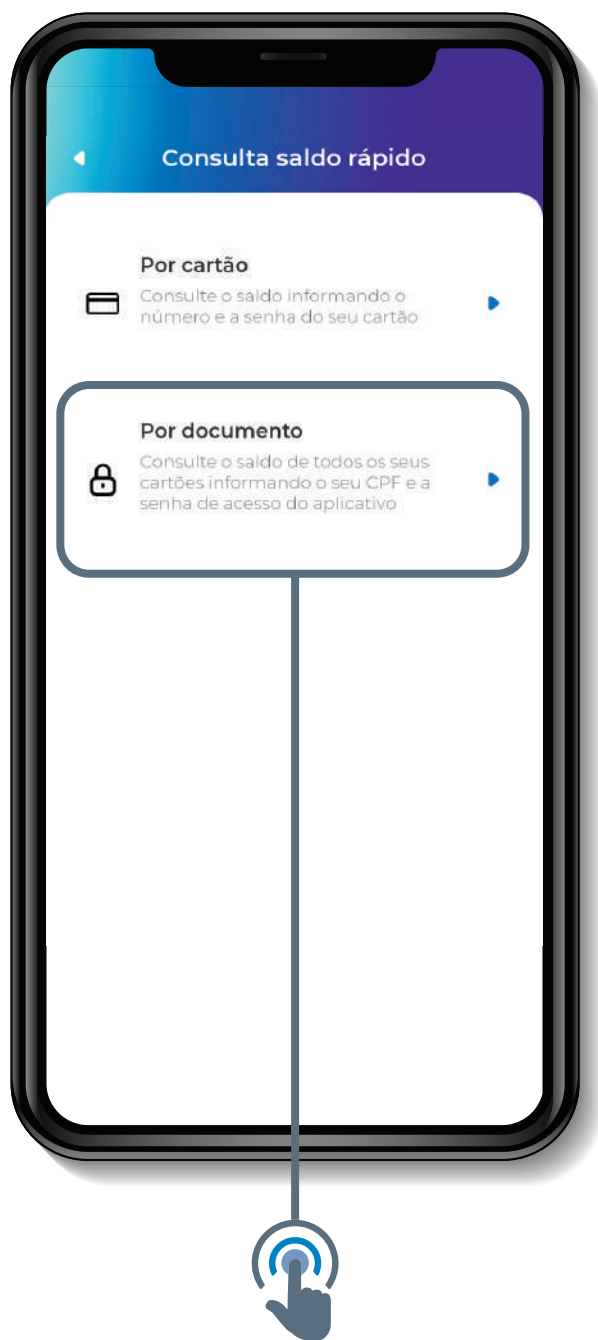 Consulta saldo rápido
Por cartão
Consulte o saldo informando o
número e a senha do seu cartão
Por documento
Consulte o saldo de todos os seus
cartões informando o seu CPF e a
senha de acesso do aplicativo